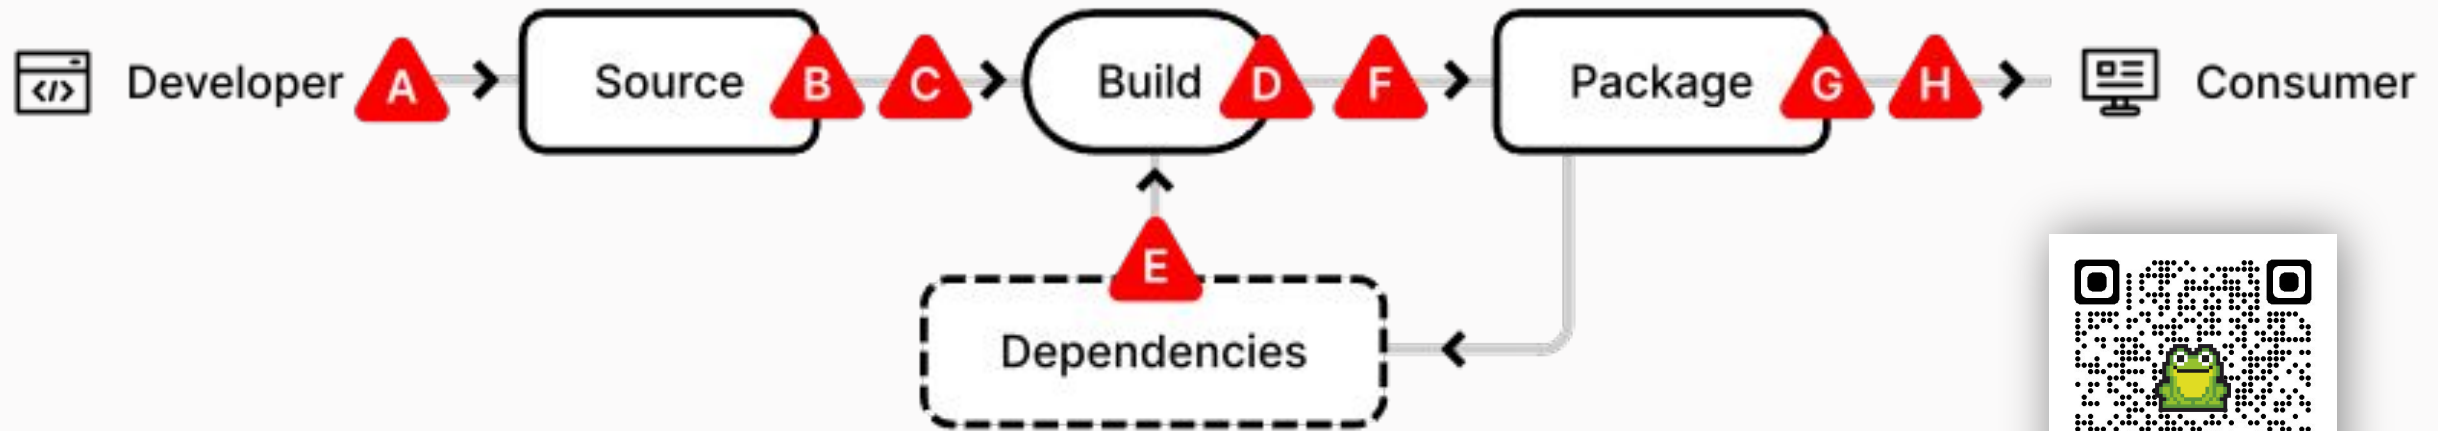 </> Developer A Source B C Build D F Package G H Consumer
E
Dependencies